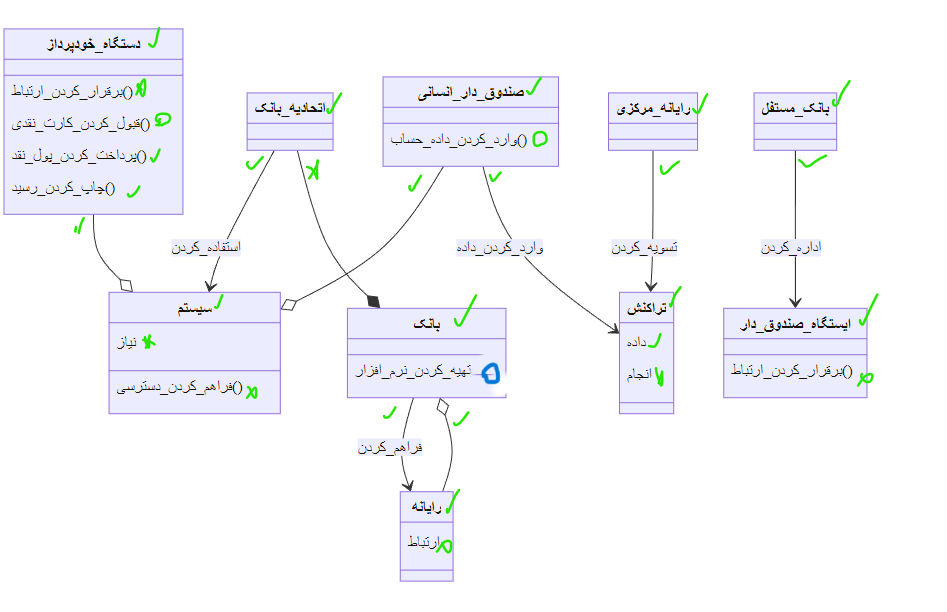 دستگاه_خودپرداز
برقرار_کردن_ارتباط()
قبول_کردن_کارت_نقدی()
پرداخت_کردن_پول_نقد()
چاپ_کردن_رسید()
اتحادیه_بانک
صندوق_دار_انسانی
وارد_کردن_داده_حساب()
رایانه_مرکزی
بانک_مستقل
استفاده_کردن
وارد_کردن_داده
تسویه_کردن
اداره_کردن
سیستم
نیاز
فراهم_کردن_دسترسی()
بانک
تهیه_کردن_نرم_افزار
تراکنش
داده
انجام
ایستگاه_صندوق_دار
برقرار_کردن_ارتباط()
فراهم_کردن
رایانه
ارتباط